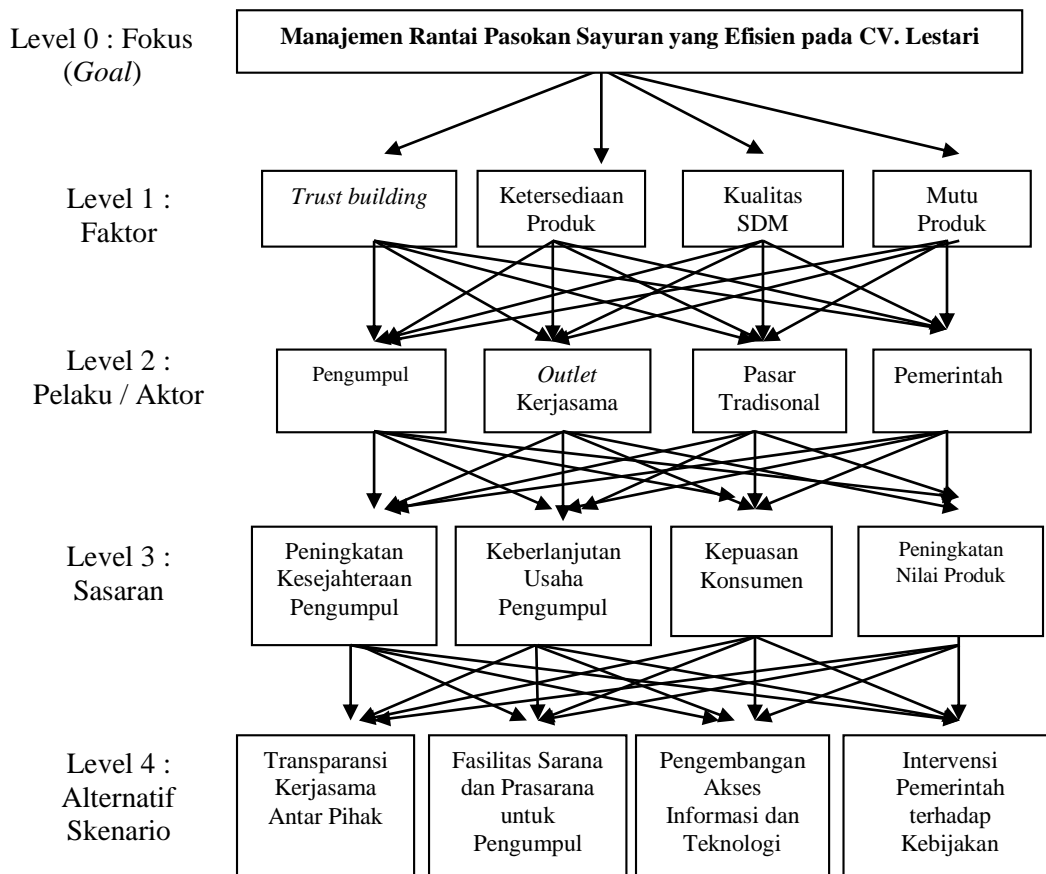 Level 0 : Fokus
(Goal)
Manajemen Rantai Pasokan Sayuran yang Efisien pada CV. Lestari
Level 1 :
Faktor
Trust building
Ketersediaan
Produk
Kualitas
SDM
Mutu
Produk
Level 2 :
Pelaku / Aktor
Pengumpul
Outlet
Kerjasama
Pasar
Tradisonal
Pemerintah
Level 3 :
Sasaran
Peningkatan
Kesejahteraan
Pengumpul
Keberlanjutan
Usaha
Pengumpul
Kepuasan
Konsumen
Peningkatan
Nilai Produk
Level 4 :
Alternatif
Skenario
Transparansi
Kerjasama
Antar Pihak
Fasilitas Sarana
dan Prasarana
untuk
Pengumpul
Pengembangan
Akses
Informasi dan
Teknologi
Intervensi
Pemerintah
terhadap
Kebijakan